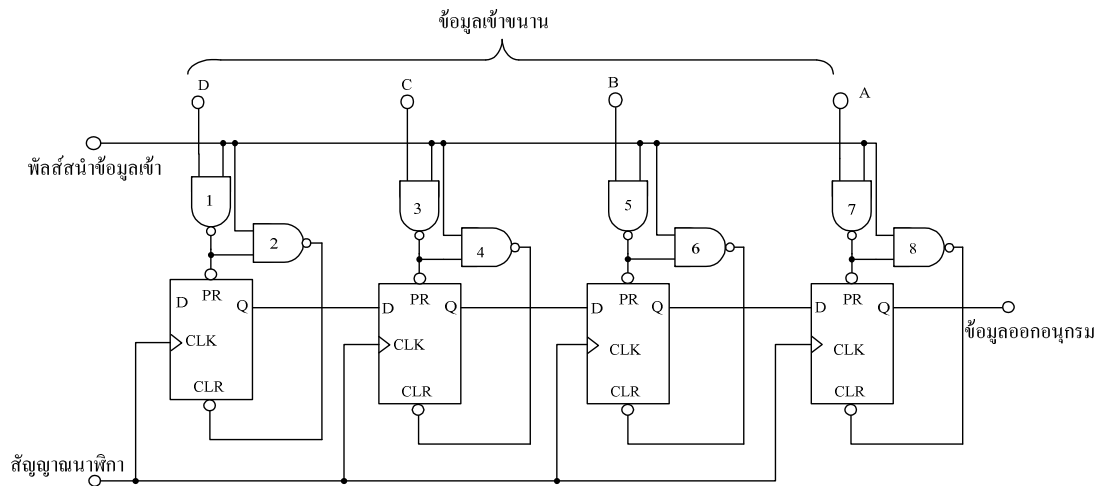 ข้อมูลเข้าขนาน
D
C
B
A
พัลส์สนำข้อมูลเข้า
1
3
5
7
2
4
6
8
PR
D
Q
CLK
CLR
PR
D
Q
CLK
CLR
PR
D
Q
CLK
CLR
PR
D
Q
CLK
CLR
ข้อมูลออกอนุกรม
สัญญาณนาฬิกา